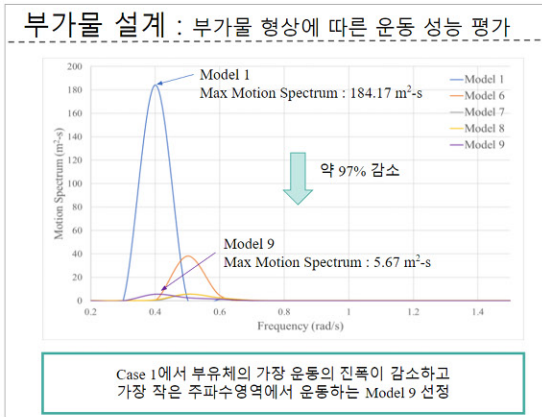 부가물 설계 : 부가물 형상에 따른 운동 성능 평가
200
180
160
140
120
100
80
60
40
20
0
Motion Spectrum (m²-s)
Model 1
Max Motion Spectrum : 184.17 m²-s
Model 1
Model 6
Model 7
Model 8
Model 9
약 97% 감소
Model 9
Max Motion Spectrum : 5.67 m²-s
0.2
0.4
0.6
0.8
1
1.2
1.4
Frequency (rad/s)
Case 1에서 부유체의 가장 운동의 진폭이 감소하고
가장 작은 주파수영역에서 운동하는 Model 9 선정